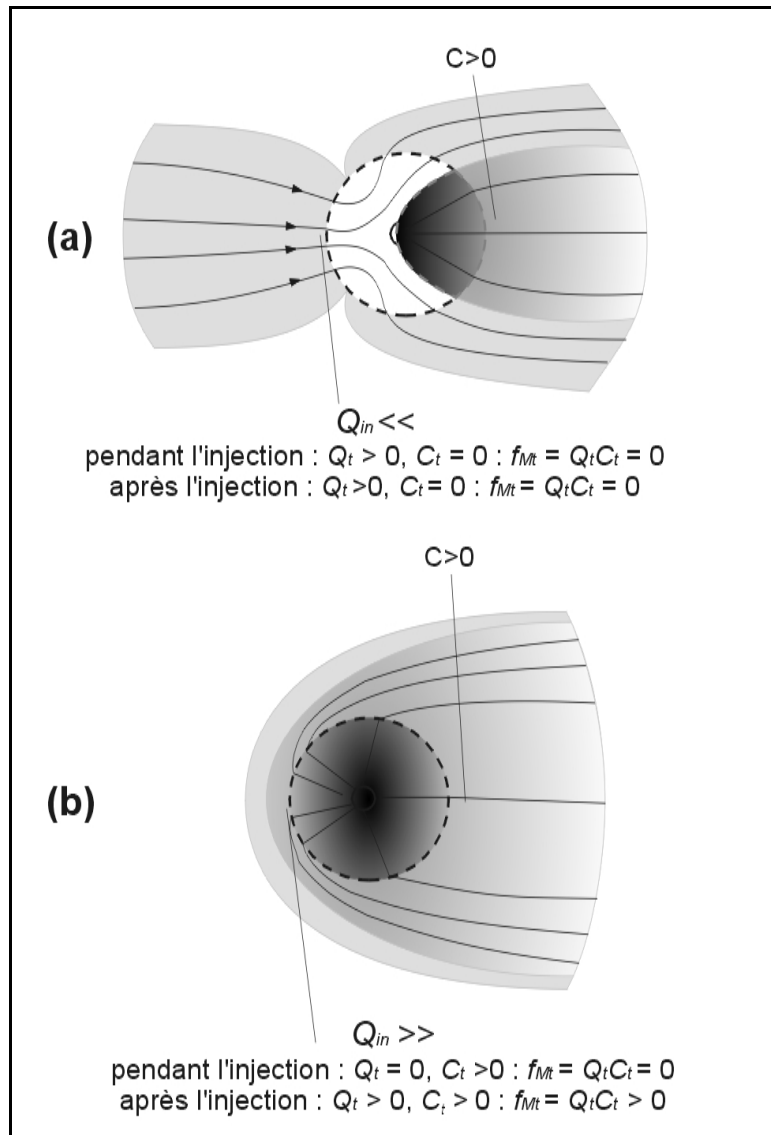 C>0
(a)
Qin <<
pendant l'injection : Qt > 0, Ct = 0 : fMt = QtCt = 0
après l'injection : Qt >0, Ct = 0 : fMt = QtCt = 0
C>0
(b)
Qin >>
pendant l'injection : Qt = 0, Ct >0 : fMt = QtCt = 0
après l'injection : Qt > 0, Ct > 0 : fMt = QtCt > 0